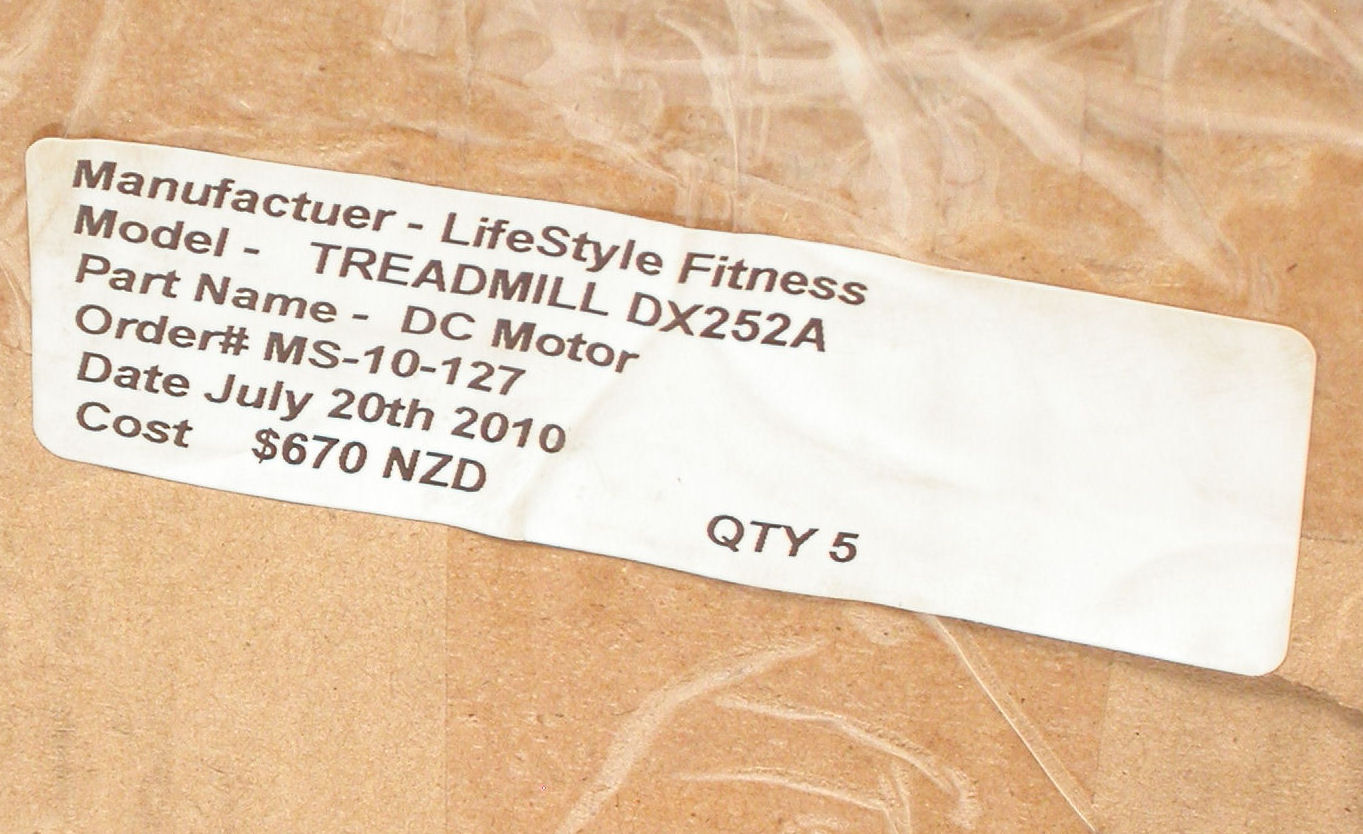 Manufactuer - LifeStyle Fitness
Model - TREADMILL DX252A
Part Name - DC Motor
Order# MS-10-127
Date July 20th 2010
Cost $670 NZD
QTY 5